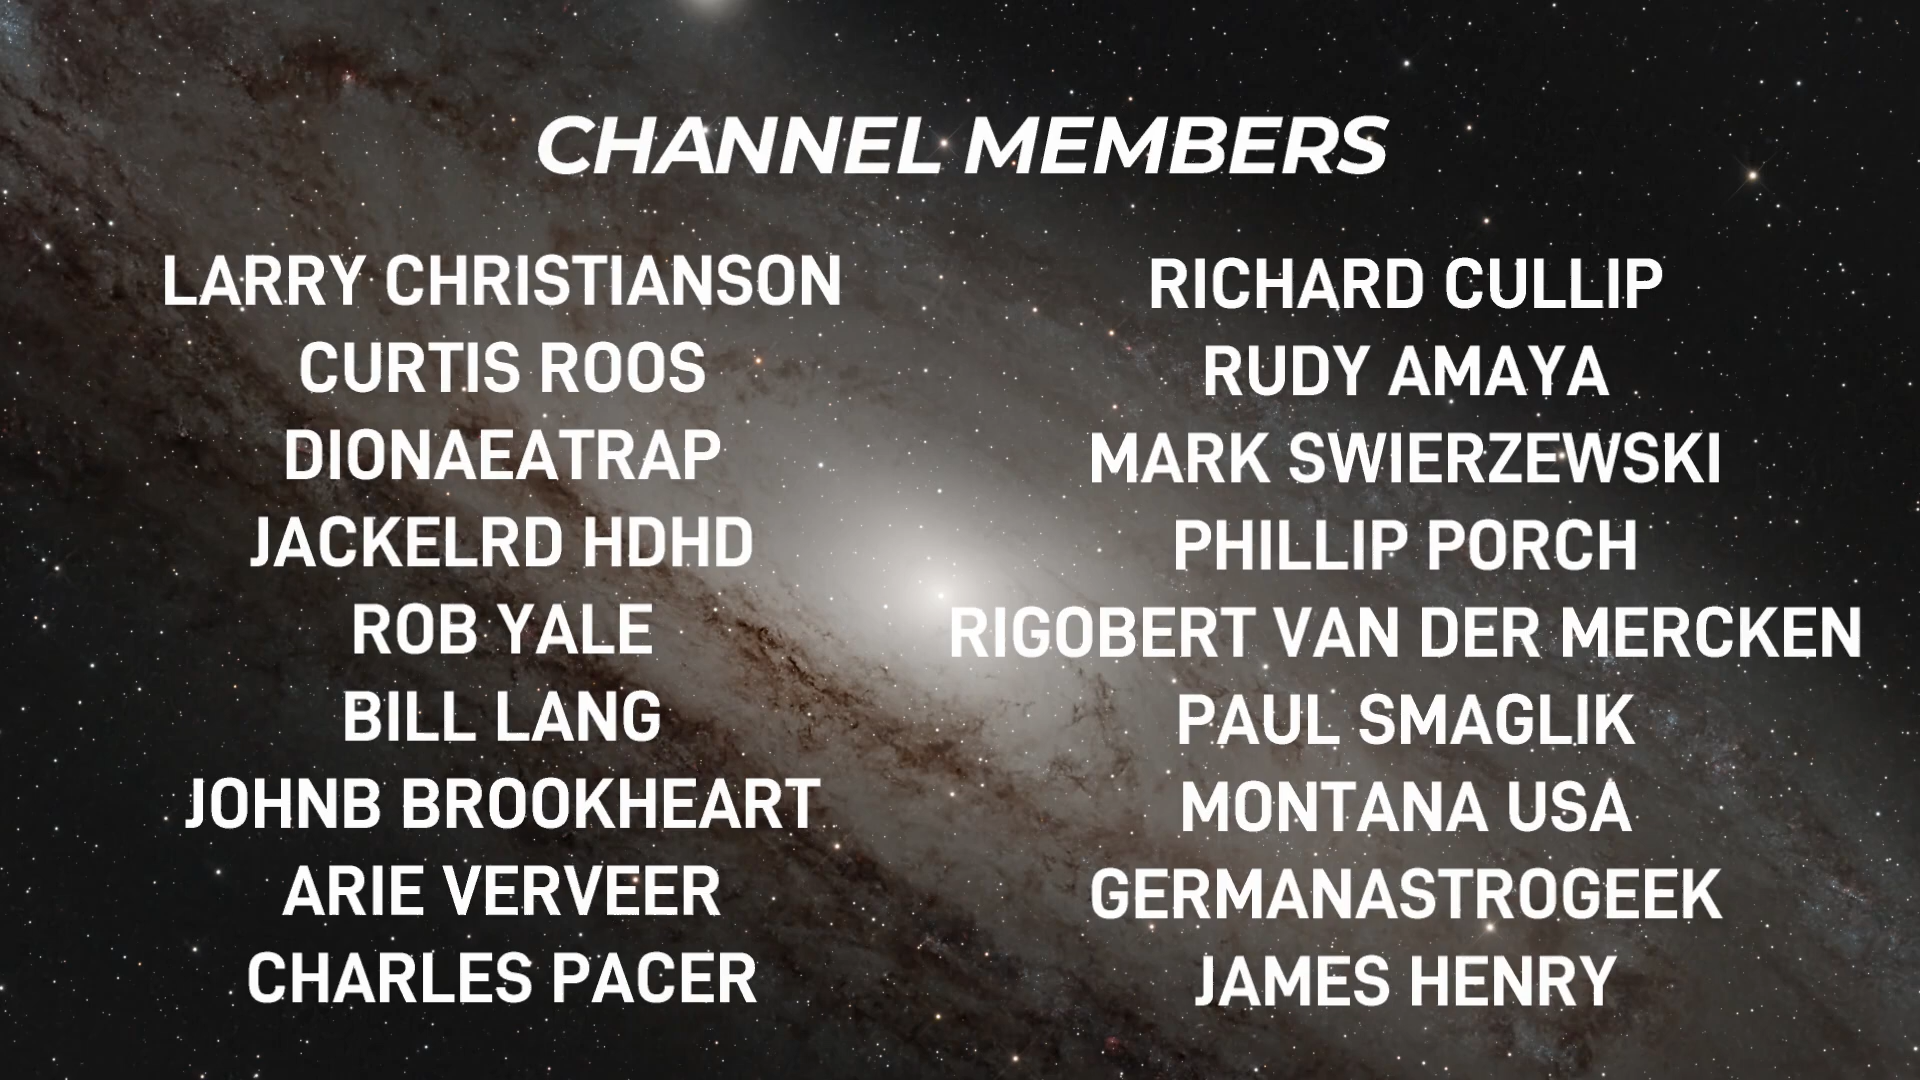 CHANNEL MEMBERS
LARRY CHRISTIANSON
CURTIS ROOS
DIONAEATRAP
JACKELRD HDHD
ROB YALE
BILL LANG
JOHNB BROOKHEART
ARIE VERVEER
CHARLES PACER
RICHARD CULLIP
RUDY AMAYA
MARK SWIERZEWSKI
PHILLIP PORCH
RIGOBERT VAN DER MERCKEN
PAUL SMAGLIK
MONTANA USA
GERMANASTROGEEK
JAMES HENRY